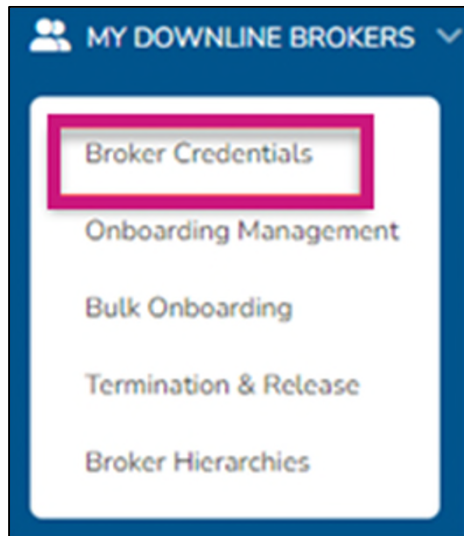 MY DOWNLINE BROKERS
Broker Credentials
Onboarding Management
Bulk Onboarding
Termination & Release
Broker Hierarchies